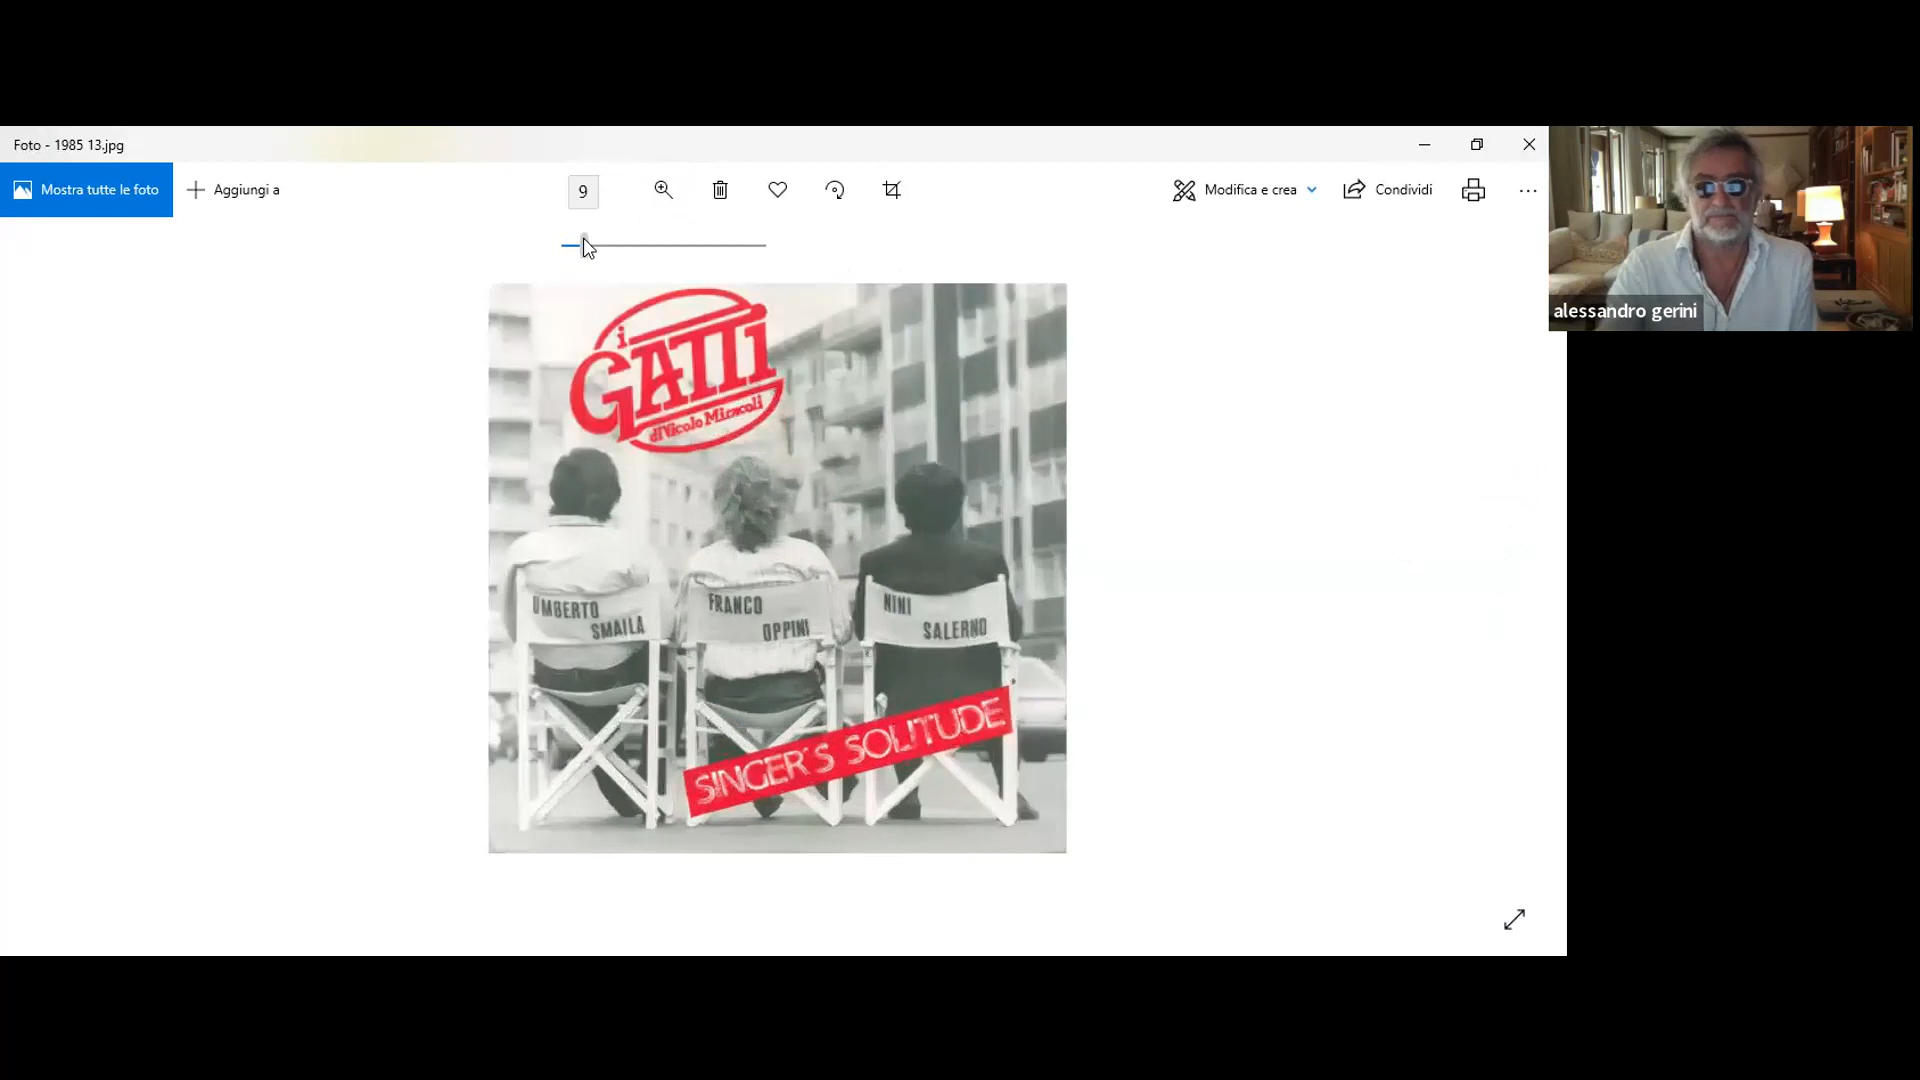 Foto - 1985 13.jpg
Mostra tutte le foto
Aggiungi a
9
Modifica e crea
Condividi
alessandro gerini
i
GATTI
di Vicolo Miracoli
UMBERTO
SMAILA
FRANCO
OPPINI
NINI
SALERNO
SINGER'S SOLITUDE